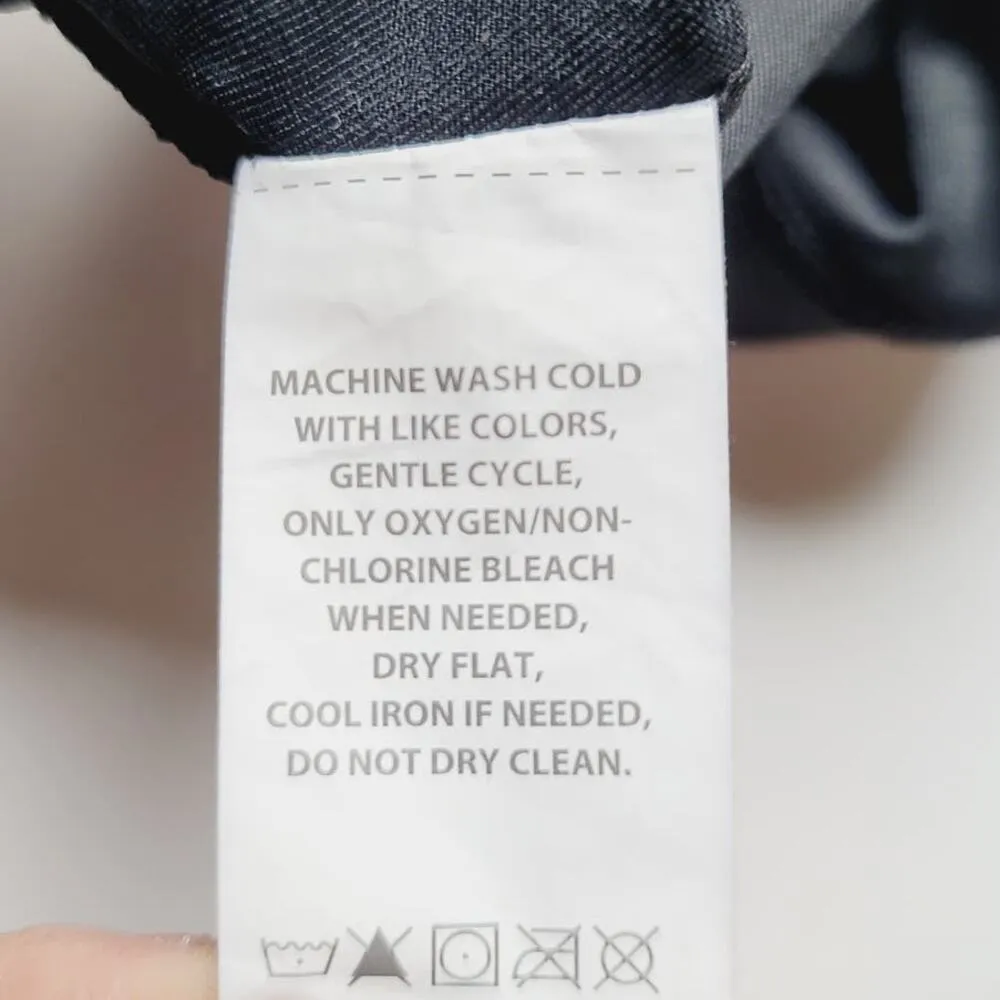 MACHINE WASH COLD
WITH LIKE COLORS,
GENTLE CYCLE,
ONLY OXYGEN/NON-
CHLORINE BLEACH
WHEN NEEDED,
DRY FLAT,
COOL IRON IF NEEDED,
DO NOT DRY CLEAN.